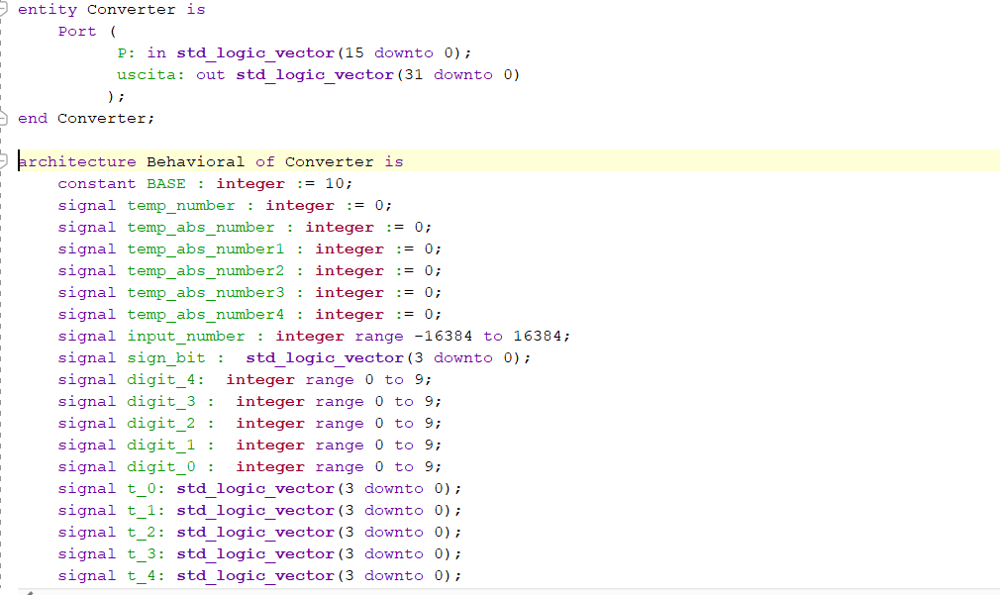 entity Converter is
Port (
P: in std_logic_vector(15 downto 0);
uscita: out std_logic_vector(31 downto 0)
);
end Converter;
architecture Behavioral of Converter is
constant BASE : integer := 10;
signal temp_number : integer := 0;
signal temp_abs_number : integer := 0;
signal temp_abs_number1 : integer := 0;
signal temp_abs_number2 : integer := 0;
signal temp_abs_number3 : integer := 0;
signal temp_abs_number4 : integer := 0;
signal input_number : integer range -16384 to 16384;
signal sign_bit :  std_logic_vector(3 downto 0);
signal digit_4:  integer range 0 to 9;
signal digit_3 :  integer range 0 to 9;
signal digit_2 :  integer range 0 to 9;
signal digit_1 :  integer range 0 to 9;
signal digit_0 :  integer range 0 to 9;
signal t_0: std_logic_vector(3 downto 0);
signal t_1: std_logic_vector(3 downto 0);
signal t_2: std_logic_vector(3 downto 0);
signal t_3: std_logic_vector(3 downto 0);
signal t_4: std_logic_vector(3 downto 0);